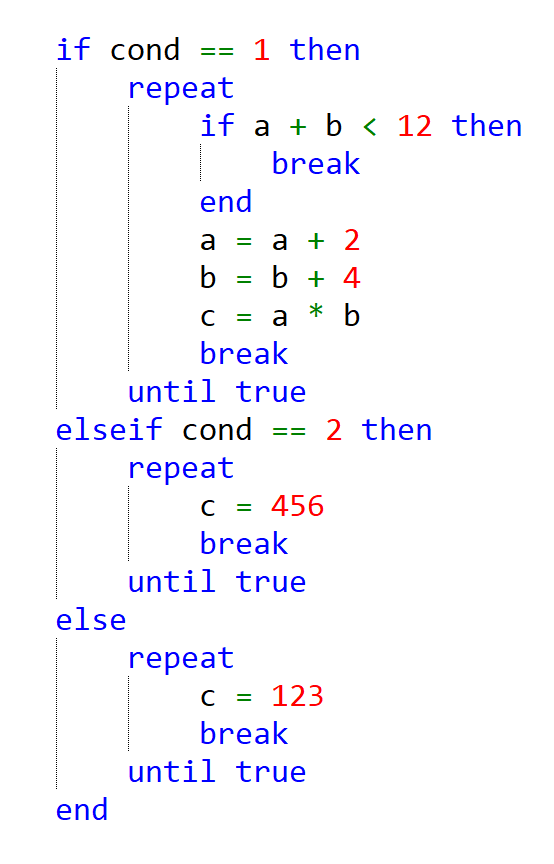 if cond == 1 then
    repeat
        if a + b < 12 then
            break
        end
        a = a + 2
        b = b + 4
        c = a * b
        break
    until true
elseif cond == 2 then
    repeat
        c = 456
        break
    until true
else
    repeat
        c = 123
        break
    until true
end